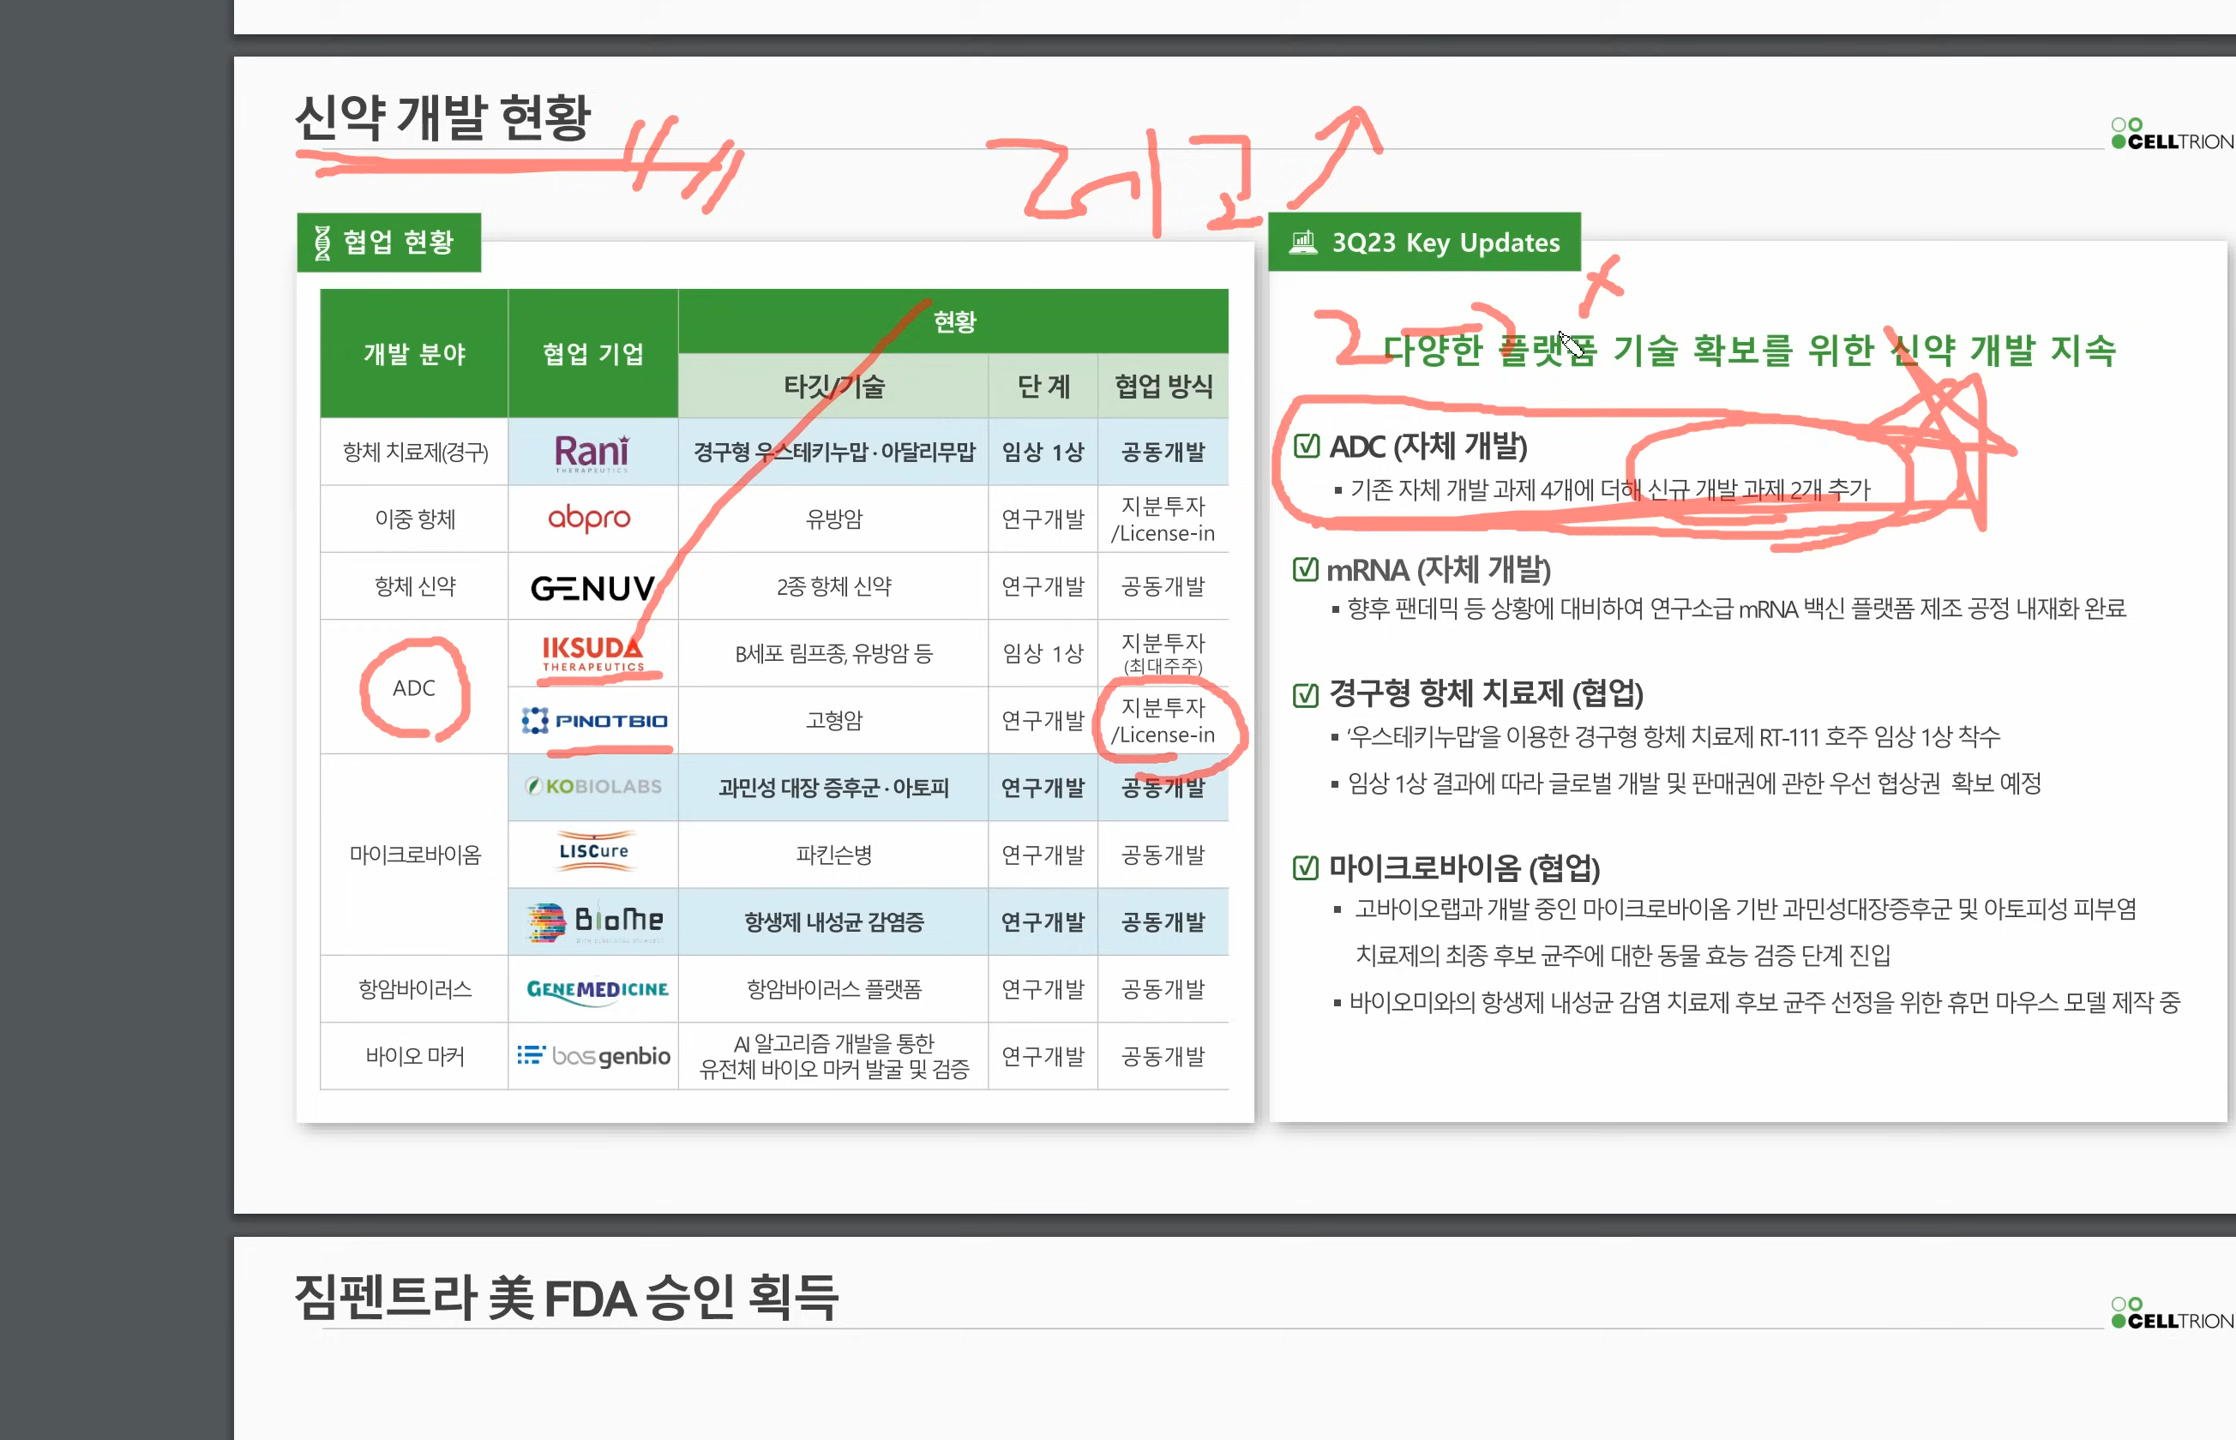 신약 개발 현황
CELLTRION
레고
협업 현황
개발 분야 협업 기업 현황
타깃/기술 단 계 협업 방식
항체 치료제(경구) Rani THERAPEUTICS 경구형 우스테키누맙·아달리무맙 임상 1상 공동개발
이중 항체 abpro 유방암 연구개발 지분투자
/License-in
항체 신약 GENUV 2종 항체 신약 연구개발 공동개발
ADC
IKSUDA THERAPEUTICS B세포 림프종, 유방암 등 임상 1상 지분투자
(최대주주)
PINOTBIO 고형암 연구개발 지분투자
/License-in
마이크로바이옴
KOBIOLABS 과민성 대장 증후군·아토피 연구개발 공동개발
LISCure 파킨슨병 연구개발 공동개발
BioMe 항생제 내성균 감염증 연구개발 공동개발
항암바이러스 GENEMEDICINE 항암바이러스 플랫폼 연구개발 공동개발
바이오 마커 basgenbio AI 알고리즘 개발을 통한
유전체 바이오 마커 발굴 및 검증 연구개발 공동개발
3Q23 Key Updates
다양한 플랫폼 기술 확보를 위한 신약 개발 지속
ADC (자체 개발)
▪ 기존 자체 개발 과제 4개에 더해 신규 개발 과제 2개 추가
mRNA (자체 개발)
▪ 향후 팬데믹 등 상황에 대비하여 연구소급 mRNA 백신 플랫폼 제조 공정 내재화 완료
경구형 항체 치료제 (협업)
▪ '우스테키누맙'을 이용한 경구형 항체 치료제 RT-111 호주 임상 1상 착수
▪ 임상 1상 결과에 따라 글로벌 개발 및 판매권에 관한 우선 협상권 확보 예정
마이크로바이옴 (협업)
▪ 고바이오랩과 개발 중인 마이크로바이옴 기반 과민성대장증후군 및 아토피성 피부염
치료제의 최종 후보 균주에 대한 동물 효능 검증 단계 진입
▪ 바이오미와의 항생제 내성균 감염 치료제 후보 균주 선정을 위한 휴먼 마우스 모델 제작 중
짐펜트라 美 FDA 승인 획득
CELLTRION